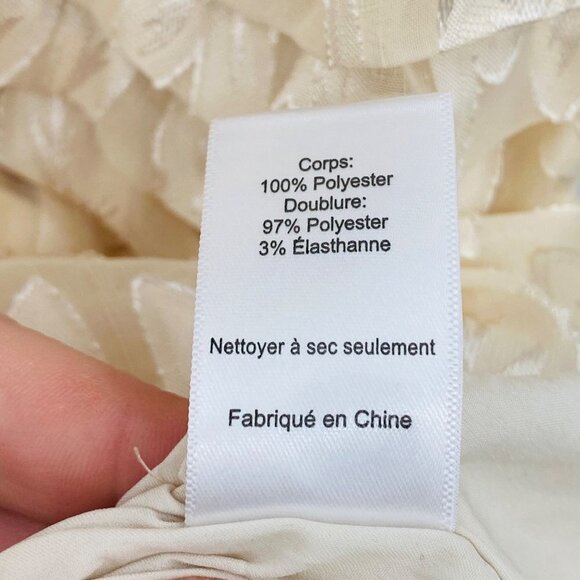 Corps:
100% Polyester
Doublure:
97% Polyester
3% Élasthanne
Nettoyer à sec seulement
Fabriqué en Chine